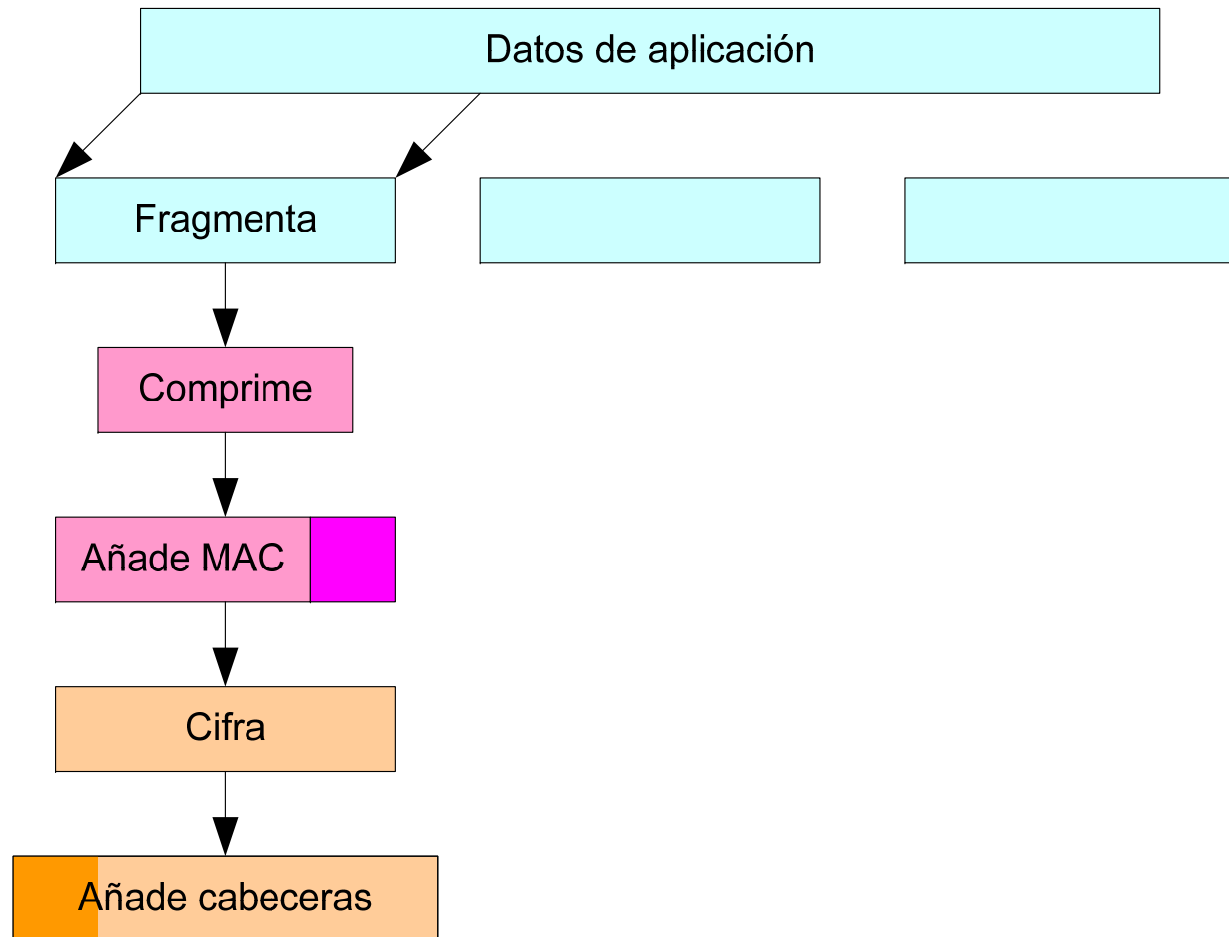 Datos de aplicación
Fragmenta
Comprime
Añade MAC
Cifra
Añade cabeceras